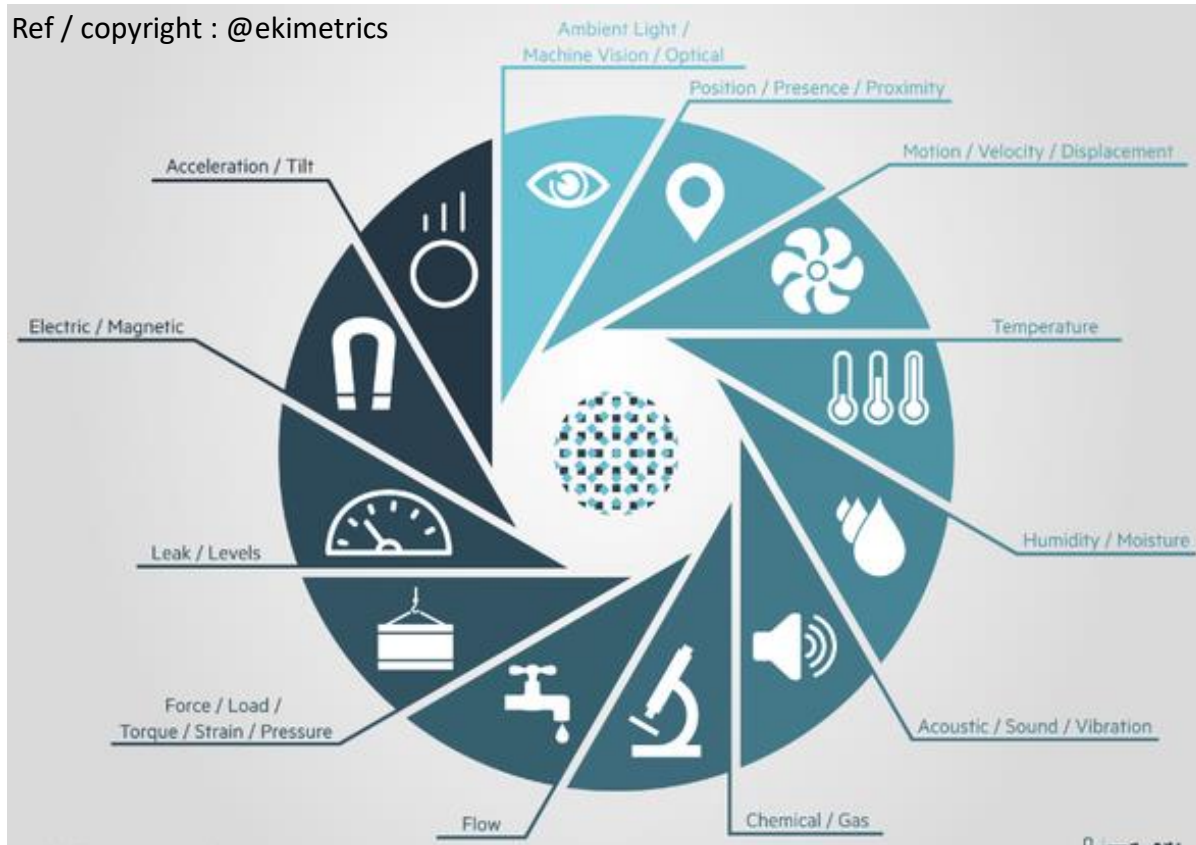 Ref / copyright : @ekimetrics
Ambient Light /
Machine Vision / Optical
Position / Presence / Proximity
Motion / Velocity / Displacement
Acceleration / Tilt
Electric / Magnetic
Temperature
Leak / Levels
Humidity / Moisture
Force / Load /
Torque / Strain / Pressure
Acoustic / Sound / Vibration
Flow
Chemical / Gas